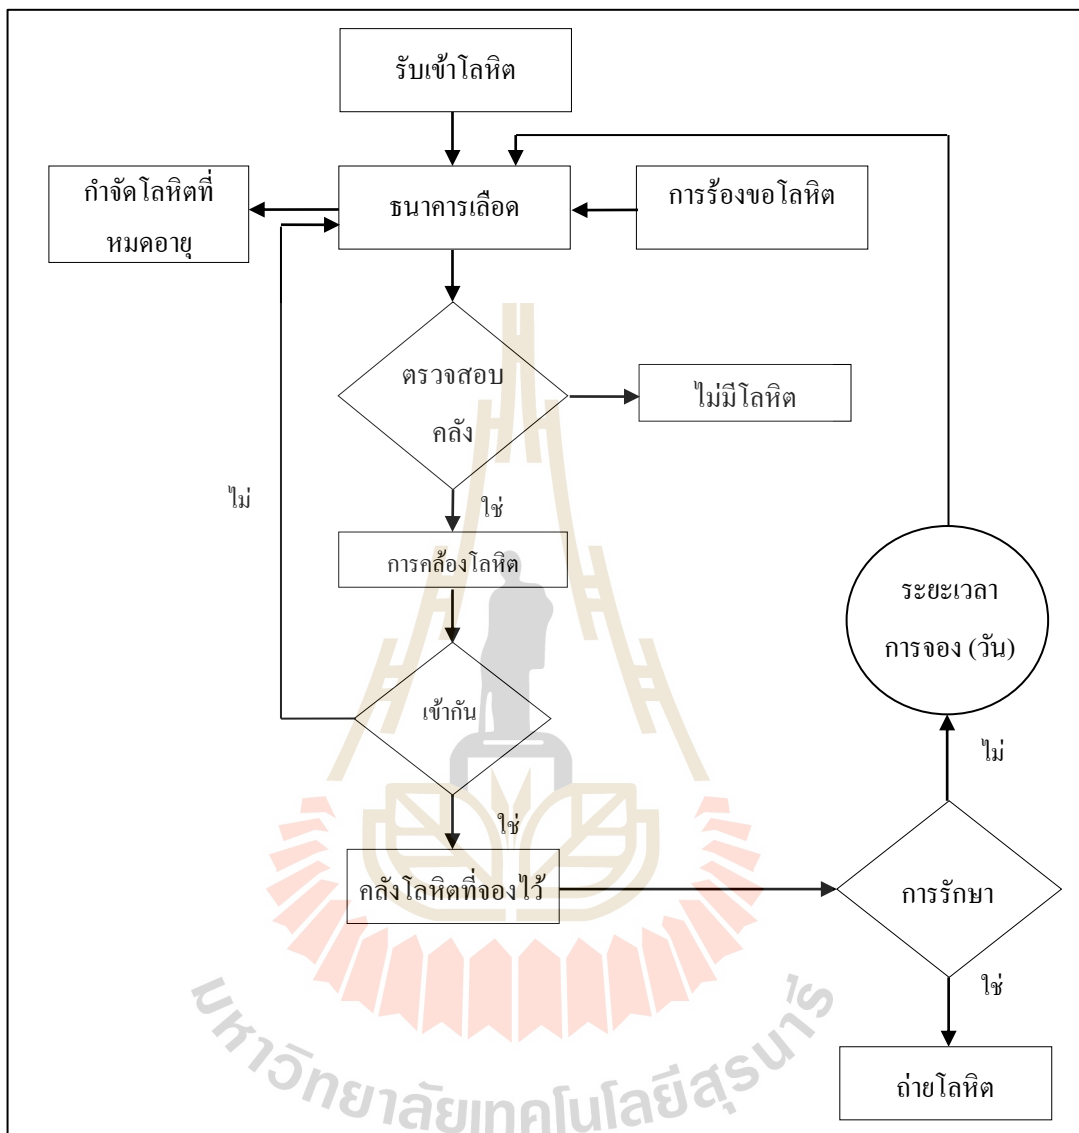 รับเข้าโลหิต
กำจัดโลหิตที่
หมดอายุ
ธนาคารเลือด
การร้องขอโลหิต
ตรวจสอบ
คลัง
ไม่มีโลหิต
ไม่
ใช่
การคล้องโลหิต
ระยะเวลา
การจอง (วัน)
เข้ากัน
ไม่
ใช่
คลังโลหิตที่จองไว้
การรักษา
ใช่
ถ่ายโลหิต
มหาวิทยาลัยเทคโนโลยีสุรนารี